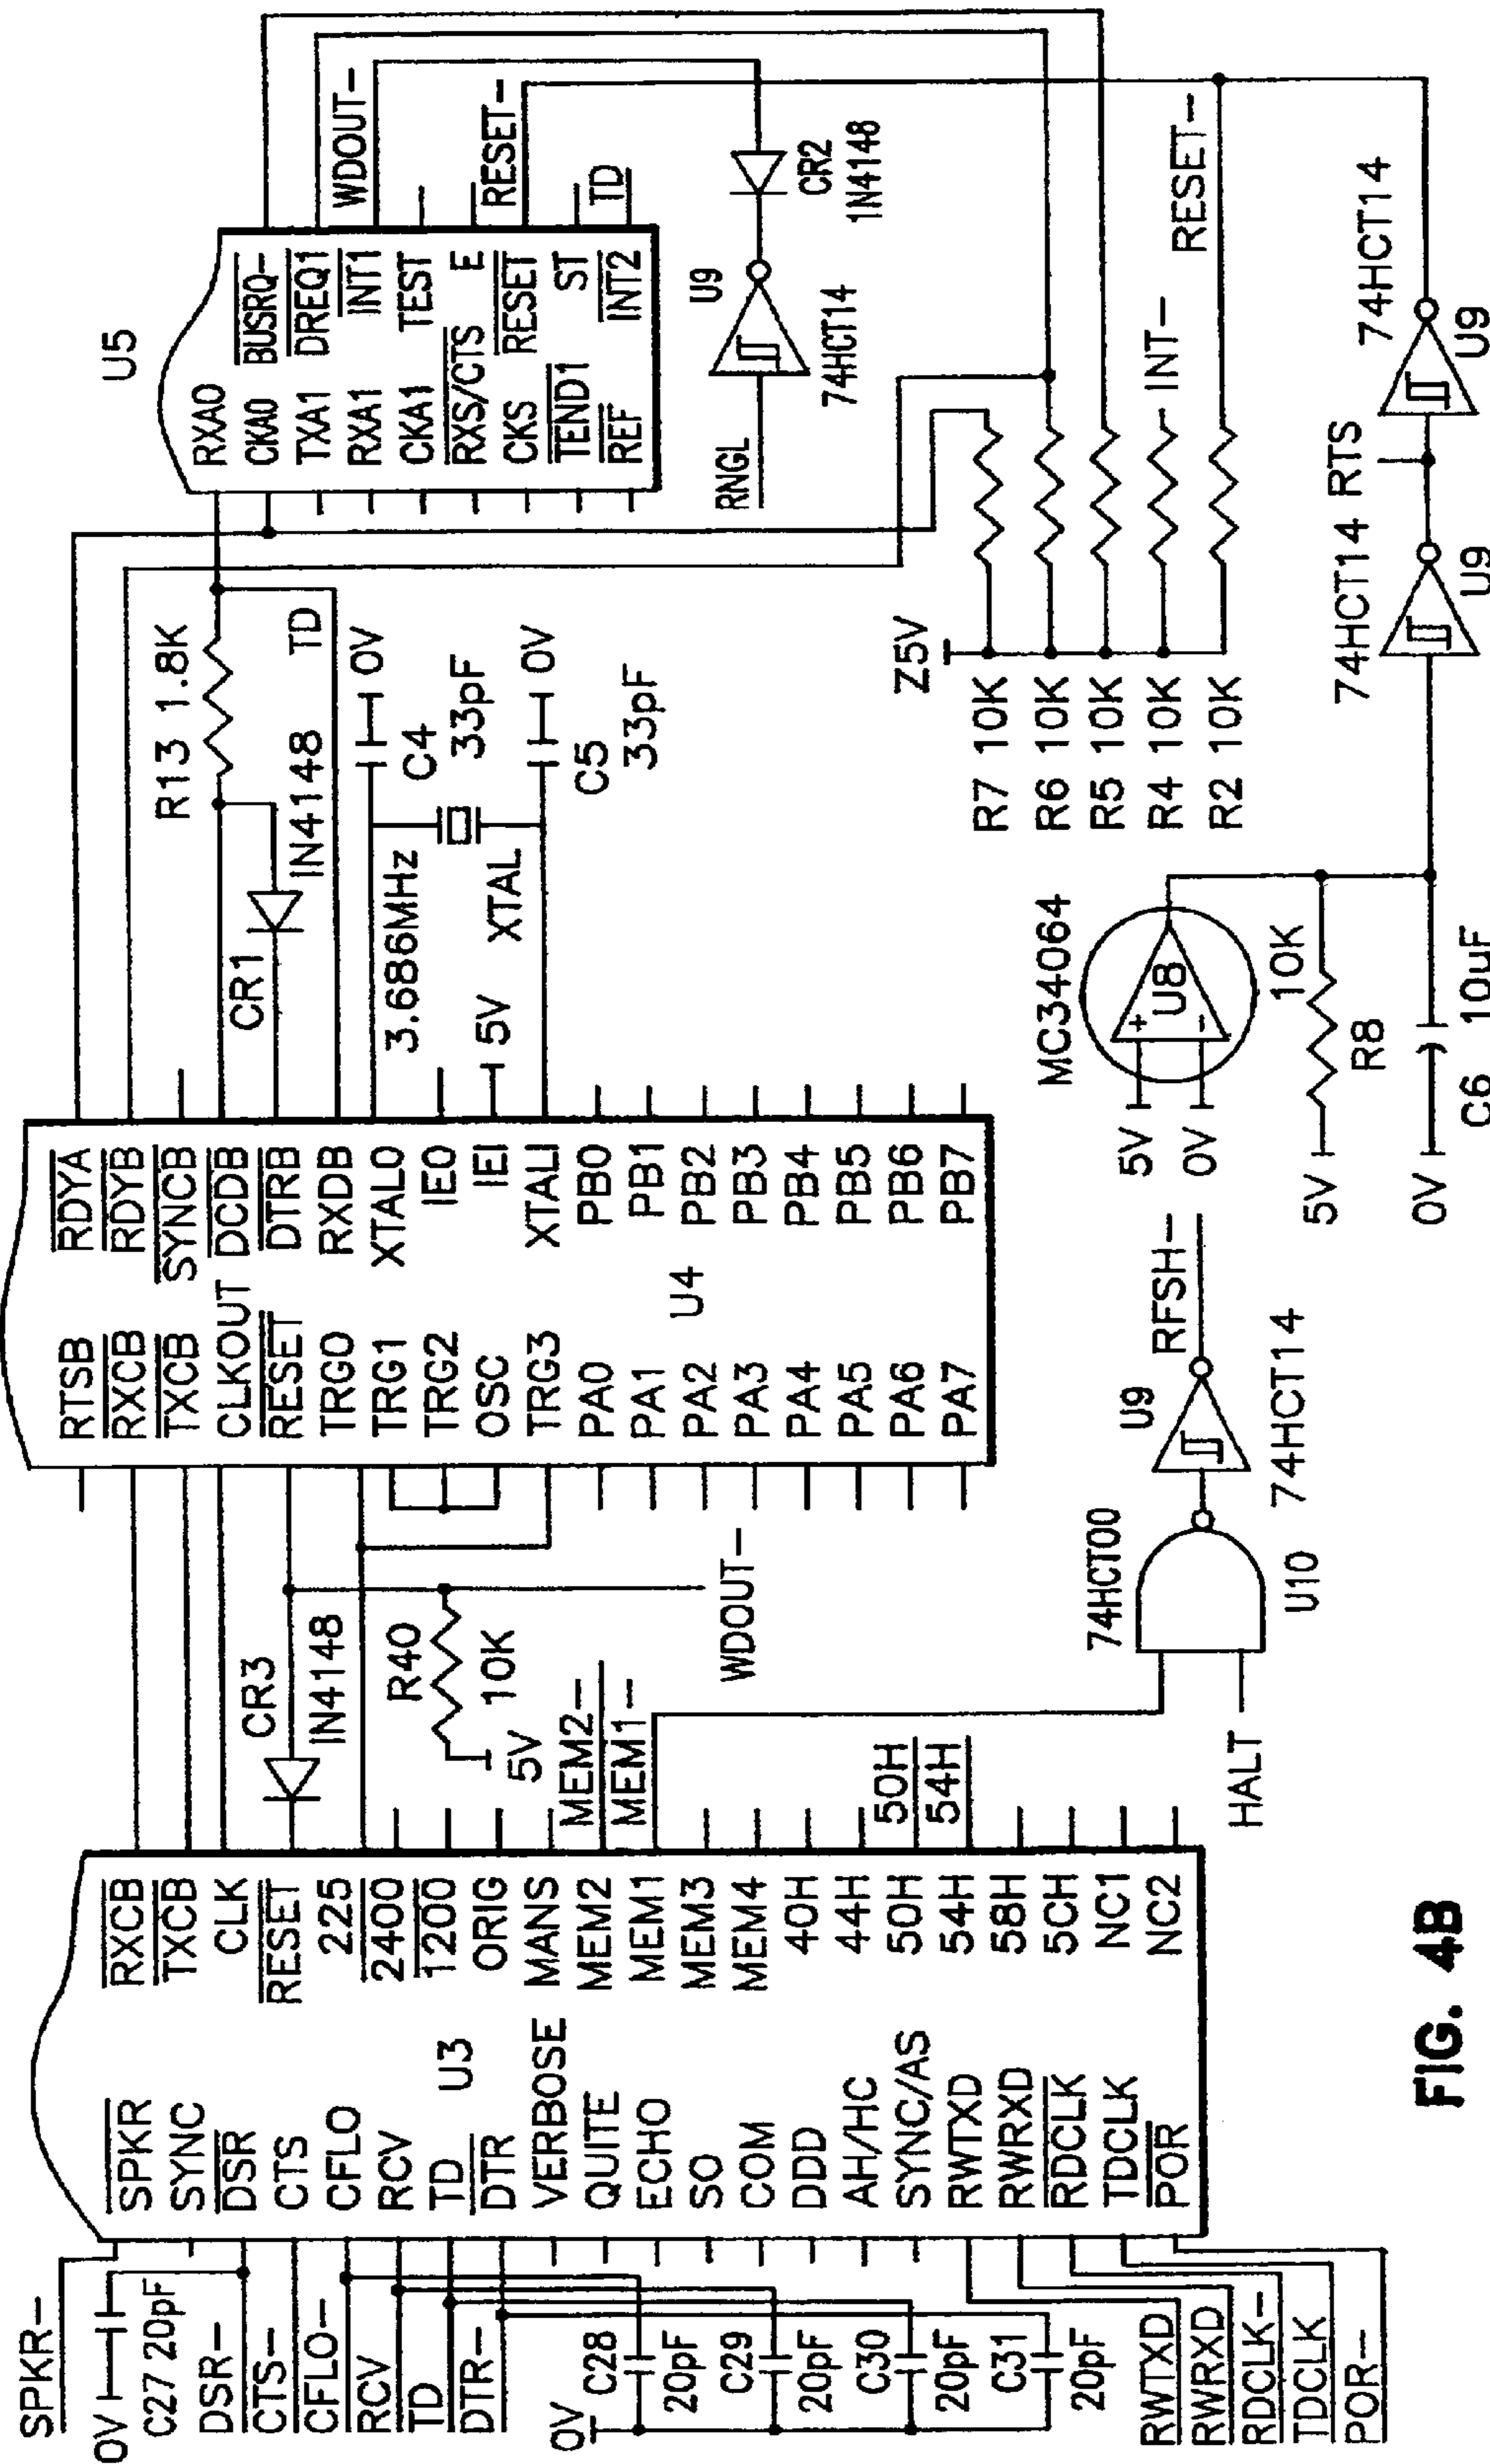 SPKR–
0V
C27 20pF
DSR–
CTS–
CFLO–
RCV
TD
DTR–
0V
C28
20pF
C29
20pF
C30
20pF
C31
20pF
RWTXD
RWRXD
RDCLK–
TDCLK
POR–
SPKR
SYNC
DSR
CTS
CFLO
RCV
TD
DTR
VERBOSE
QUITE
ECHO
SO
COM
DDD
AH/HC
SYNC/AS
RWTXD
RWRXD
RDCLK
TDCLK
POR
U3
RXCB
TXCB
CLK
RESET
225
2400
1200
ORIG
MANS
MEM2
MEM1
MEM3
MEM4
40H
44H
50H
54H
58H
5CH
NC1
NC2
CR3
IN4148
R40
10K
5V
MEM2–
MEM1–
50H
54H
WDOUT–
HALT
74HCT00
U10
U9
74HCT14
RFSH–
RTSB
RXCB
TXCB
CLKOUT
RESET
TRG0
TRG1
TRG2
OSC
TRG3
PA0
PA1
PA2
PA3
PA4
PA5
PA6
PA7
U4
RDYA
RDYB
SYNCB
DCDB
DTRB
RXDB
XTALO
IEO
IEI
XTALI
PB0
PB1
PB2
PB3
PB4
PB5
PB6
PB7
CR1
IN4148
R13 1.8K
TD
3.686MHz
XTAL
5V
C4
33pF
0V
C5
33pF
0V
MC34064
U8
+
–
5V
0V
5V
10K
R8
0V
C6 10uF
Z5V
R7 10K
R6 10K
R5 10K
R4 10K
R2 10K
INT–
RESET–
74HCT14
U9
RTS
74HCT14
U9
U5
RXA0
CKA0
TXA1
RXA1
CKA1
RXS/CTS
CKS
TEND1
REF
BUSRQ–
DREQ1
INT1
TEST
E
RESET
ST
INT2
WDOUT–
RESET–
TD
RNGL
U9
74HCT14
CR2
1N4148
FIG. 4B